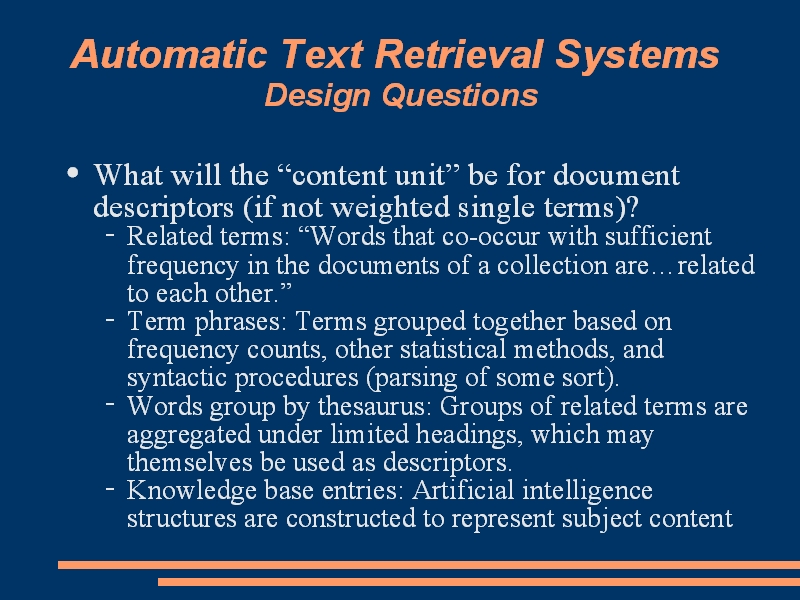 Automatic Text Retrieval Systems
Design Questions
• What will the “content unit” be for document
descriptors (if not weighted single terms)?
- Related terms: “Words that co-occur with sufficient
frequency in the documents of a collection are…related
to each other.”
- Term phrases: Terms grouped together based on
frequency counts, other statistical methods, and
syntactic procedures (parsing of some sort).
- Words group by thesaurus: Groups of related terms are
aggregated under limited headings, which may
themselves be used as descriptors.
- Knowledge base entries: Artificial intelligence
structures are constructed to represent subject content